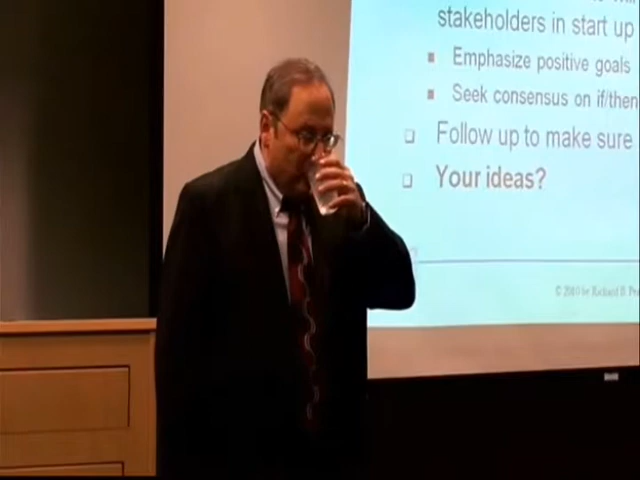 stakeholders in start up
Emphasize positive goals
Seek consensus on if/then
Follow up to make sure
Your ideas?
© 2010 by Richard B.